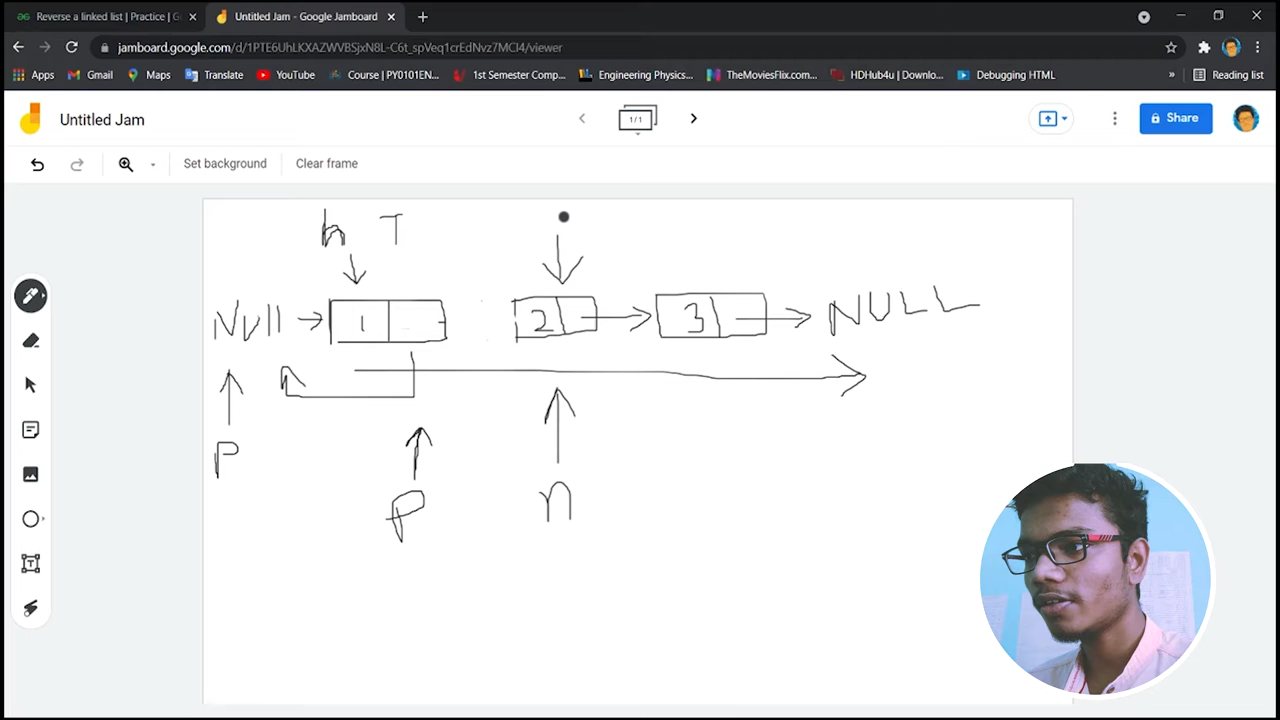 Reverse a linked list | Practice | G
Untitled Jam - Google Jamboard
jamboard.google.com/d/1PTE6UhLKXAZWVBSjxN8L-C6t_spVeq1crEdNvz7MCI4/viewer
Apps Gmail Maps Translate YouTube Course | PY0101EN... 1st Semester Comp... Engineering Physics... TheMoviesFlix.com... HDHub4u | Downlo... Debugging HTML » Reading list
Untitled Jam
1/1
Share
Set background Clear frame
h T
NUll 1 2 3 NULL
P
P n